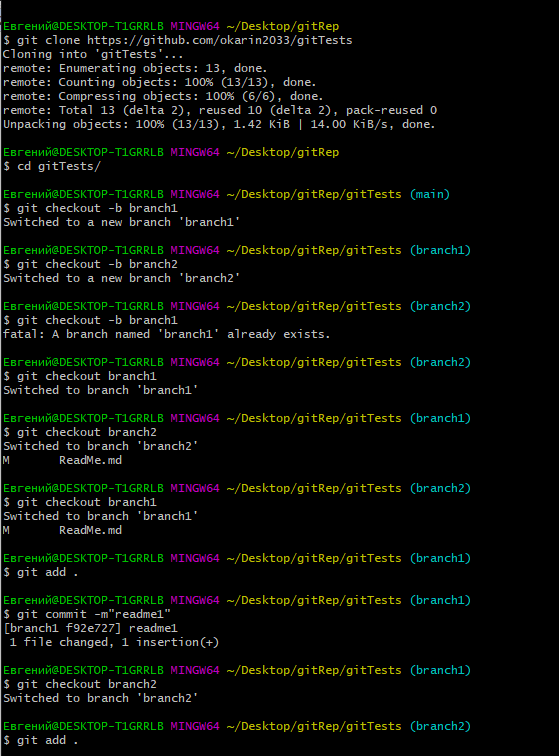 Евгений@DESKTOP-T1GRRLB MINGW64 ~/Desktop/gitRep
$ git clone https://github.com/okarin2033/gitTests
Cloning into 'gitTests'...
remote: Enumerating objects: 13, done.
remote: Counting objects: 100% (13/13), done.
remote: Compressing objects: 100% (6/6), done.
remote: Total 13 (delta 2), reused 10 (delta 2), pack-reused 0
Unpacking objects: 100% (13/13), 1.42 KiB | 14.00 KiB/s, done.
Евгений@DESKTOP-T1GRRLB MINGW64 ~/Desktop/gitRep
$ cd gitTests/
Евгений@DESKTOP-T1GRRLB MINGW64 ~/Desktop/gitRep/gitTests (main)
$ git checkout -b branch1
Switched to a new branch 'branch1'
Евгений@DESKTOP-T1GRRLB MINGW64 ~/Desktop/gitRep/gitTests (branch1)
$ git checkout -b branch2
Switched to a new branch 'branch2'
Евгений@DESKTOP-T1GRRLB MINGW64 ~/Desktop/gitRep/gitTests (branch2)
$ git checkout -b branch1
fatal: A branch named 'branch1' already exists.
Евгений@DESKTOP-T1GRRLB MINGW64 ~/Desktop/gitRep/gitTests (branch2)
$ git checkout branch1
Switched to branch 'branch1'
Евгений@DESKTOP-T1GRRLB MINGW64 ~/Desktop/gitRep/gitTests (branch1)
$ git checkout branch2
Switched to branch 'branch2'
M       ReadMe.md
Евгений@DESKTOP-T1GRRLB MINGW64 ~/Desktop/gitRep/gitTests (branch2)
$ git checkout branch1
Switched to branch 'branch1'
M       ReadMe.md
Евгений@DESKTOP-T1GRRLB MINGW64 ~/Desktop/gitRep/gitTests (branch1)
$ git add .
Евгений@DESKTOP-T1GRRLB MINGW64 ~/Desktop/gitRep/gitTests (branch1)
$ git commit -m"readme1"
[branch1 f92e727] readme1
 1 file changed, 1 insertion(+)
Евгений@DESKTOP-T1GRRLB MINGW64 ~/Desktop/gitRep/gitTests (branch1)
$ git checkout branch2
Switched to branch 'branch2'
Евгений@DESKTOP-T1GRRLB MINGW64 ~/Desktop/gitRep/gitTests (branch2)
$ git add .